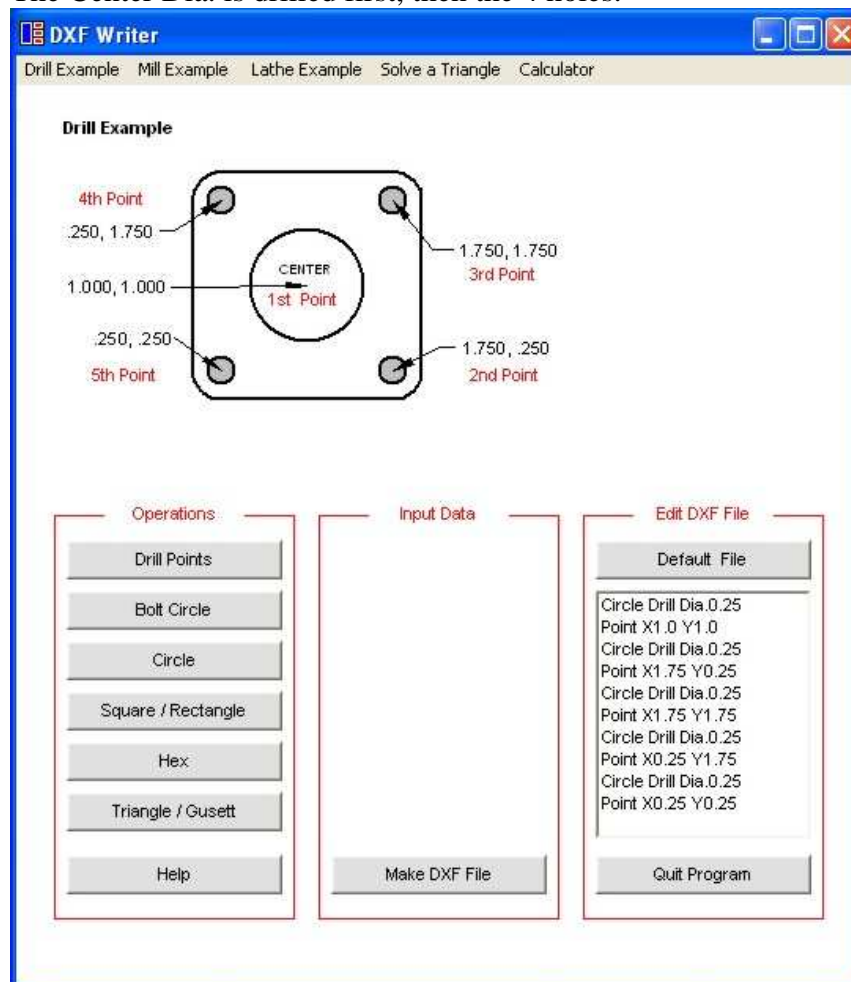 The Center Dia. is drilled first, then the 4 holes.
DXF Writer
Drill Example Mill Example Lathe Example Solve a Triangle Calculator
Drill Example
4th Point
.250, 1.750
1.750, 1.750
3rd Point
CENTER
1.000, 1.000
1st Point
.250, .250
5th Point
1.750, .250
2nd Point
Operations
Drill Points
Bolt Circle
Circle
Square / Rectangle
Hex
Triangle / Gusett
Help
Input Data
Make DXF File
Edit DXF File
Default File
Circle Drill Dia.0.25
Point X1.0 Y1.0
Circle Drill Dia.0.25
Point X1.75 Y0.25
Circle Drill Dia.0.25
Point X1.75 Y1.75
Circle Drill Dia.0.25
Point X0.25 Y1.75
Circle Drill Dia.0.25
Point X0.25 Y0.25
Quit Program